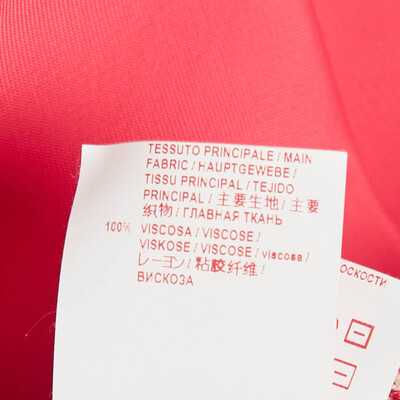 TESSUTO PRINCIPALE / MAIN
FABRIC / HAUPTGEWEBE /
TISSU PRINCIPAL / TEJIDO
PRINCIPAL / 主要生地 / 主要
织物 / ГЛАВНАЯ ТКАНЬ
100% VISCOSA / VISCOSE /
VISKOSE / VISCOSE / viscosa /
レーヨン / 粘胶纤维 /
ВИСКОЗА
ОСКОСТИ